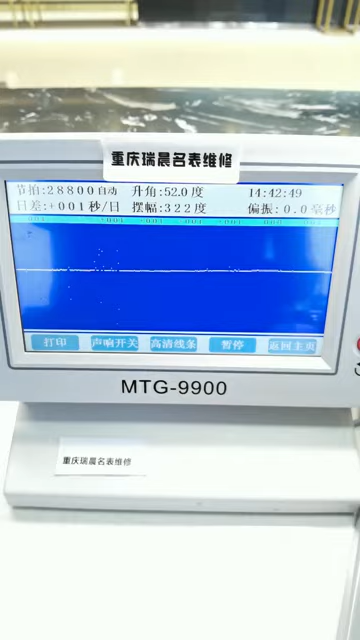 重庆瑞晨名表维修
节拍:28800自动 升角:52.0度 14:42:49
日差:+001秒/日 摆幅:322度 偏振:0.0毫秒
打印 声响开关 高清线条 暂停 返回主页
MTG-9900
重庆瑞晨名表维修